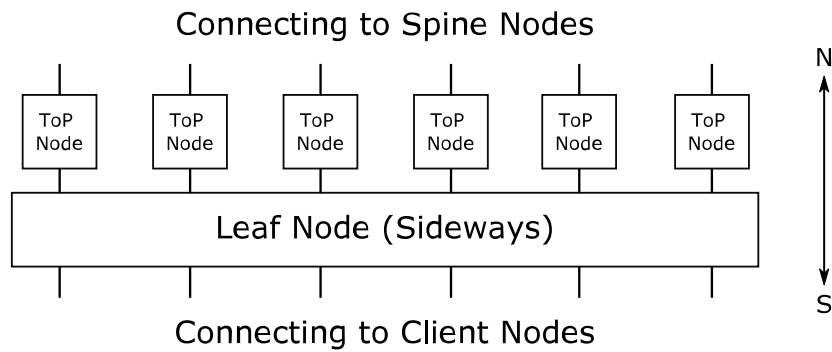 Connecting to Spine Nodes
N
ToP
Node
ToP
Node
ToP
Node
ToP
Node
ToP
Node
ToP
Node
Leaf Node (Sideways)
S
Connecting to Client Nodes